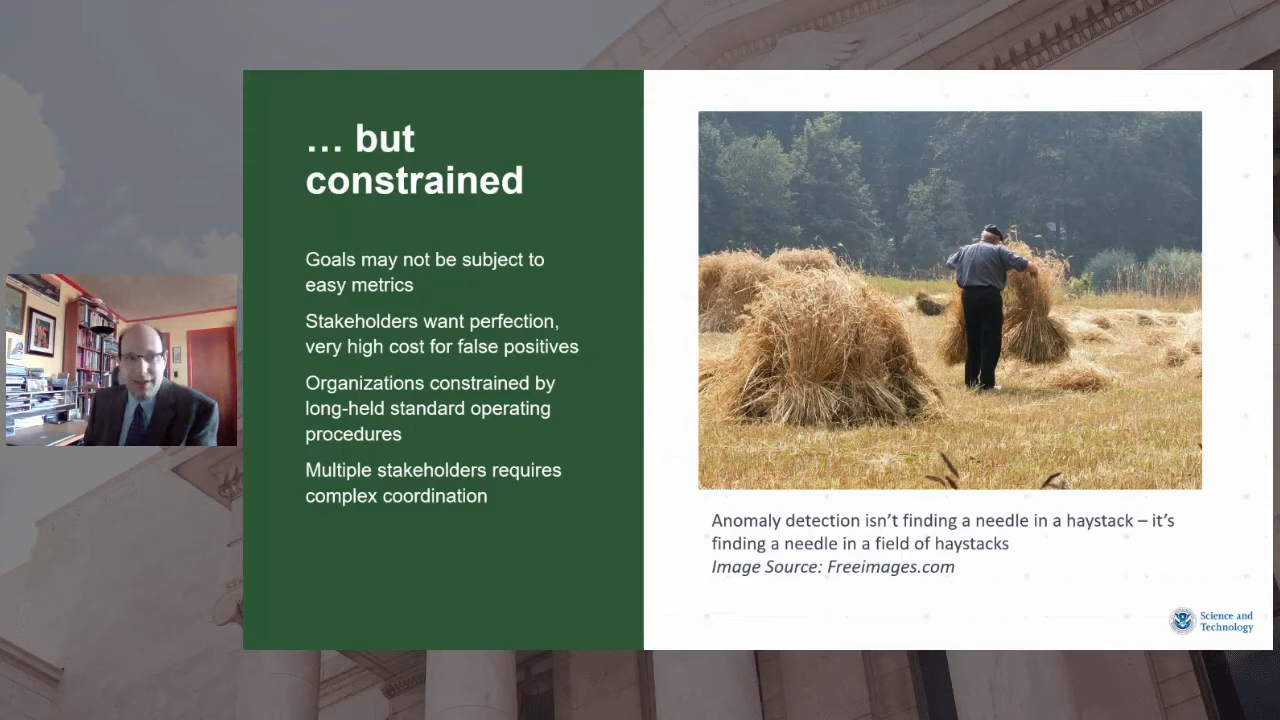 … but
constrained
Goals may not be subject to
easy metrics
Stakeholders want perfection,
very high cost for false positives
Organizations constrained by
long-held standard operating
procedures
Multiple stakeholders requires
complex coordination
Anomaly detection isn't finding a needle in a haystack – it's
finding a needle in a field of haystacks
Image Source: Freeimages.com
Science and
Technology